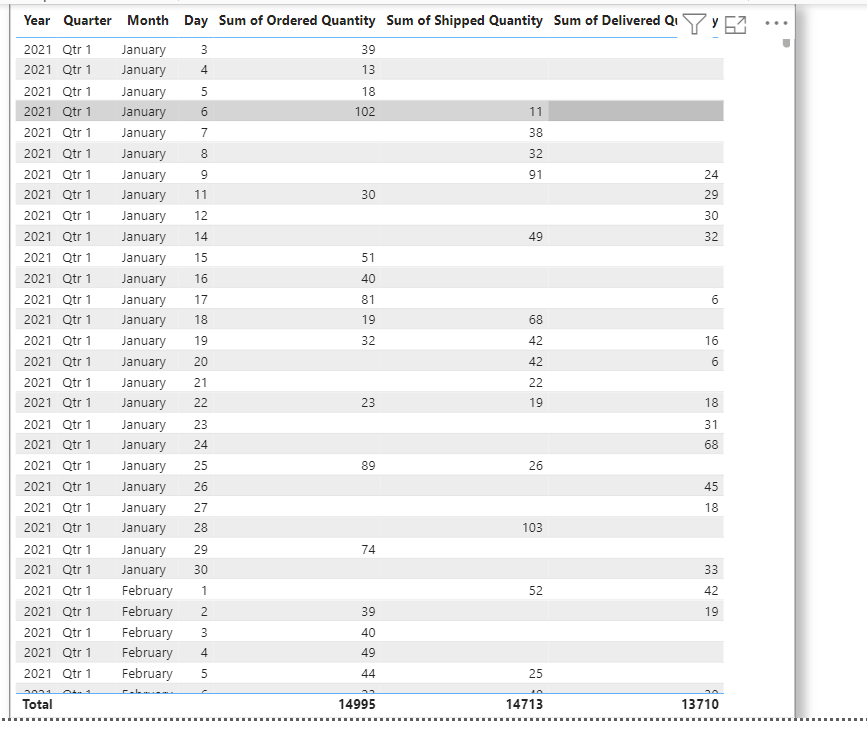 Year Quarter Month Day Sum of Ordered Quantity Sum of Shipped Quantity Sum of Delivered Qu y
2021 Qtr 1 January 3 39
2021 Qtr 1 January 4 13
2021 Qtr 1 January 5 18
2021 Qtr 1 January 6 102 11
2021 Qtr 1 January 7 38
2021 Qtr 1 January 8 32
2021 Qtr 1 January 9 91 24
2021 Qtr 1 January 11 30 29
2021 Qtr 1 January 12 30
2021 Qtr 1 January 14 49 32
2021 Qtr 1 January 15 51
2021 Qtr 1 January 16 40
2021 Qtr 1 January 17 81 6
2021 Qtr 1 January 18 19 68
2021 Qtr 1 January 19 32 42 16
2021 Qtr 1 January 20 42 6
2021 Qtr 1 January 21 22
2021 Qtr 1 January 22 23 19 18
2021 Qtr 1 January 23 31
2021 Qtr 1 January 24 68
2021 Qtr 1 January 25 89 26
2021 Qtr 1 January 26 45
2021 Qtr 1 January 27 18
2021 Qtr 1 January 28 103
2021 Qtr 1 January 29 74
2021 Qtr 1 January 30 33
2021 Qtr 1 February 1 52 42
2021 Qtr 1 February 2 39 19
2021 Qtr 1 February 3 40
2021 Qtr 1 February 4 49
2021 Qtr 1 February 5 44 25
Total 14995 14713 13710